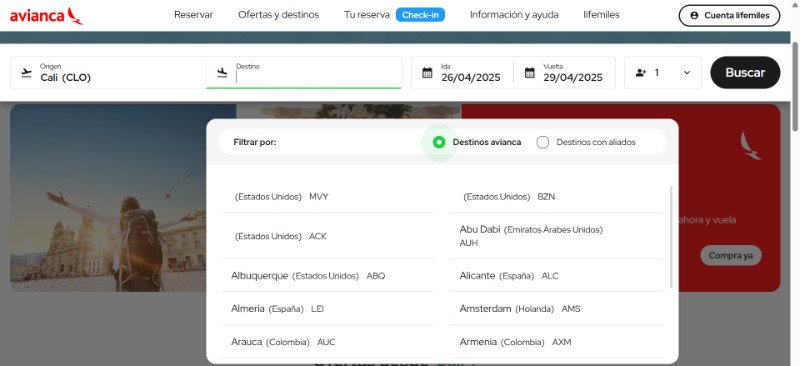 avianca
Reservar Ofertas y destinos Tu reserva Check-in Información y ayuda lifemiles Cuenta lifemiles
Origen
Cali (CLO)
Destino
Ida
26/04/2025
Vuelta
29/04/2025
1
Buscar
Filtrar por: Destinos avianca Destinos con aliados
(Estados Unidos) MVY (Estados Unidos) BZN
(Estados Unidos) ACK
Abu Dabi (Emiratos Árabes Unidos)
AUH
Albuquerque (Estados Unidos) ABQ Alicante (España) ALC
Almeria (España) LEI Amsterdam (Holanda) AMS
Arauca (Colombia) AUC Armenia (Colombia) AXM
ahora y vuela
Compra ya